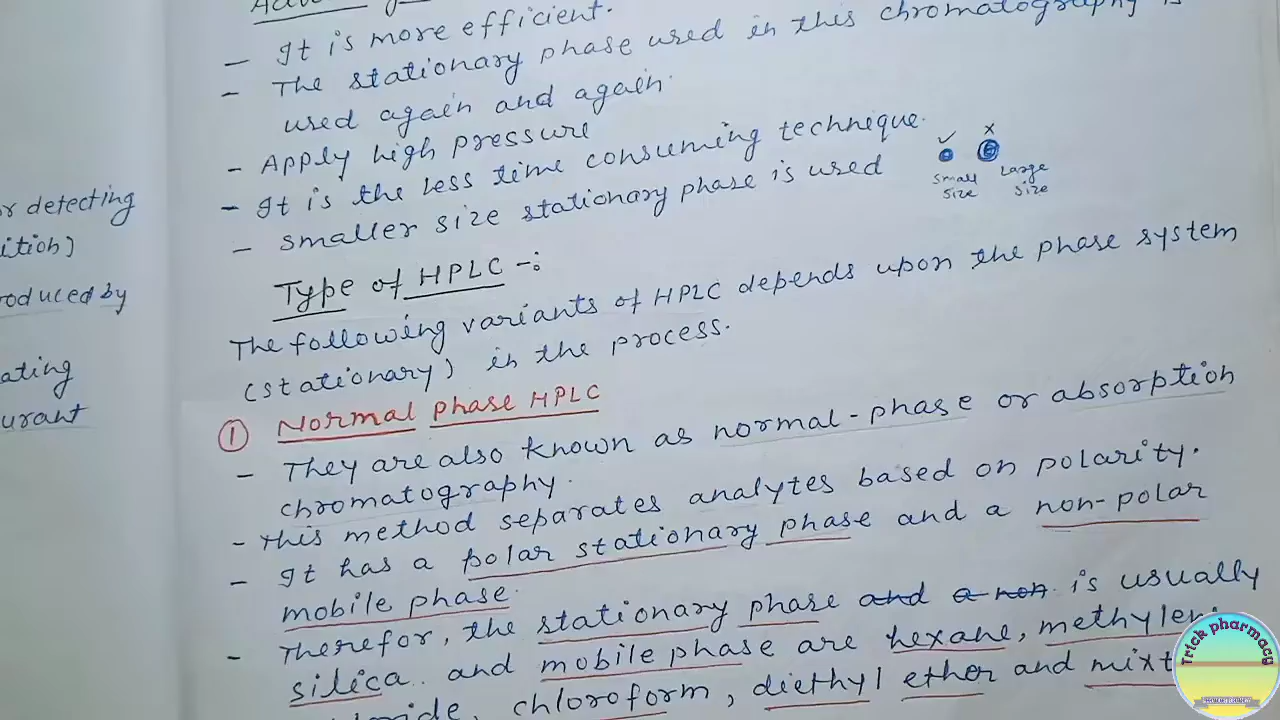 - It is more efficient.
- The stationary phase used in this chromatography is
used again and again.
- Apply high pressure
- It is the less time consuming technique.
- smaller size stationary phase is used
✓ x
small size
Large size
Type of HPLC -:
The following variants of HPLC depends upon the phase system
(stationary) in the process.
① Normal phase HPLC
- They are also known as normal-phase or absorption
chromatography.
- This method separates analytes based on polarity.
- It has a polar stationary phase and a non-polar
mobile phase.
- Therefor, the stationary phase and a non is usually
silica. and mobile phase are hexane, methylene
chloroform, diethyl ether and
or detecting
ition)
oduced by
ating
urant
Trick pharmacy